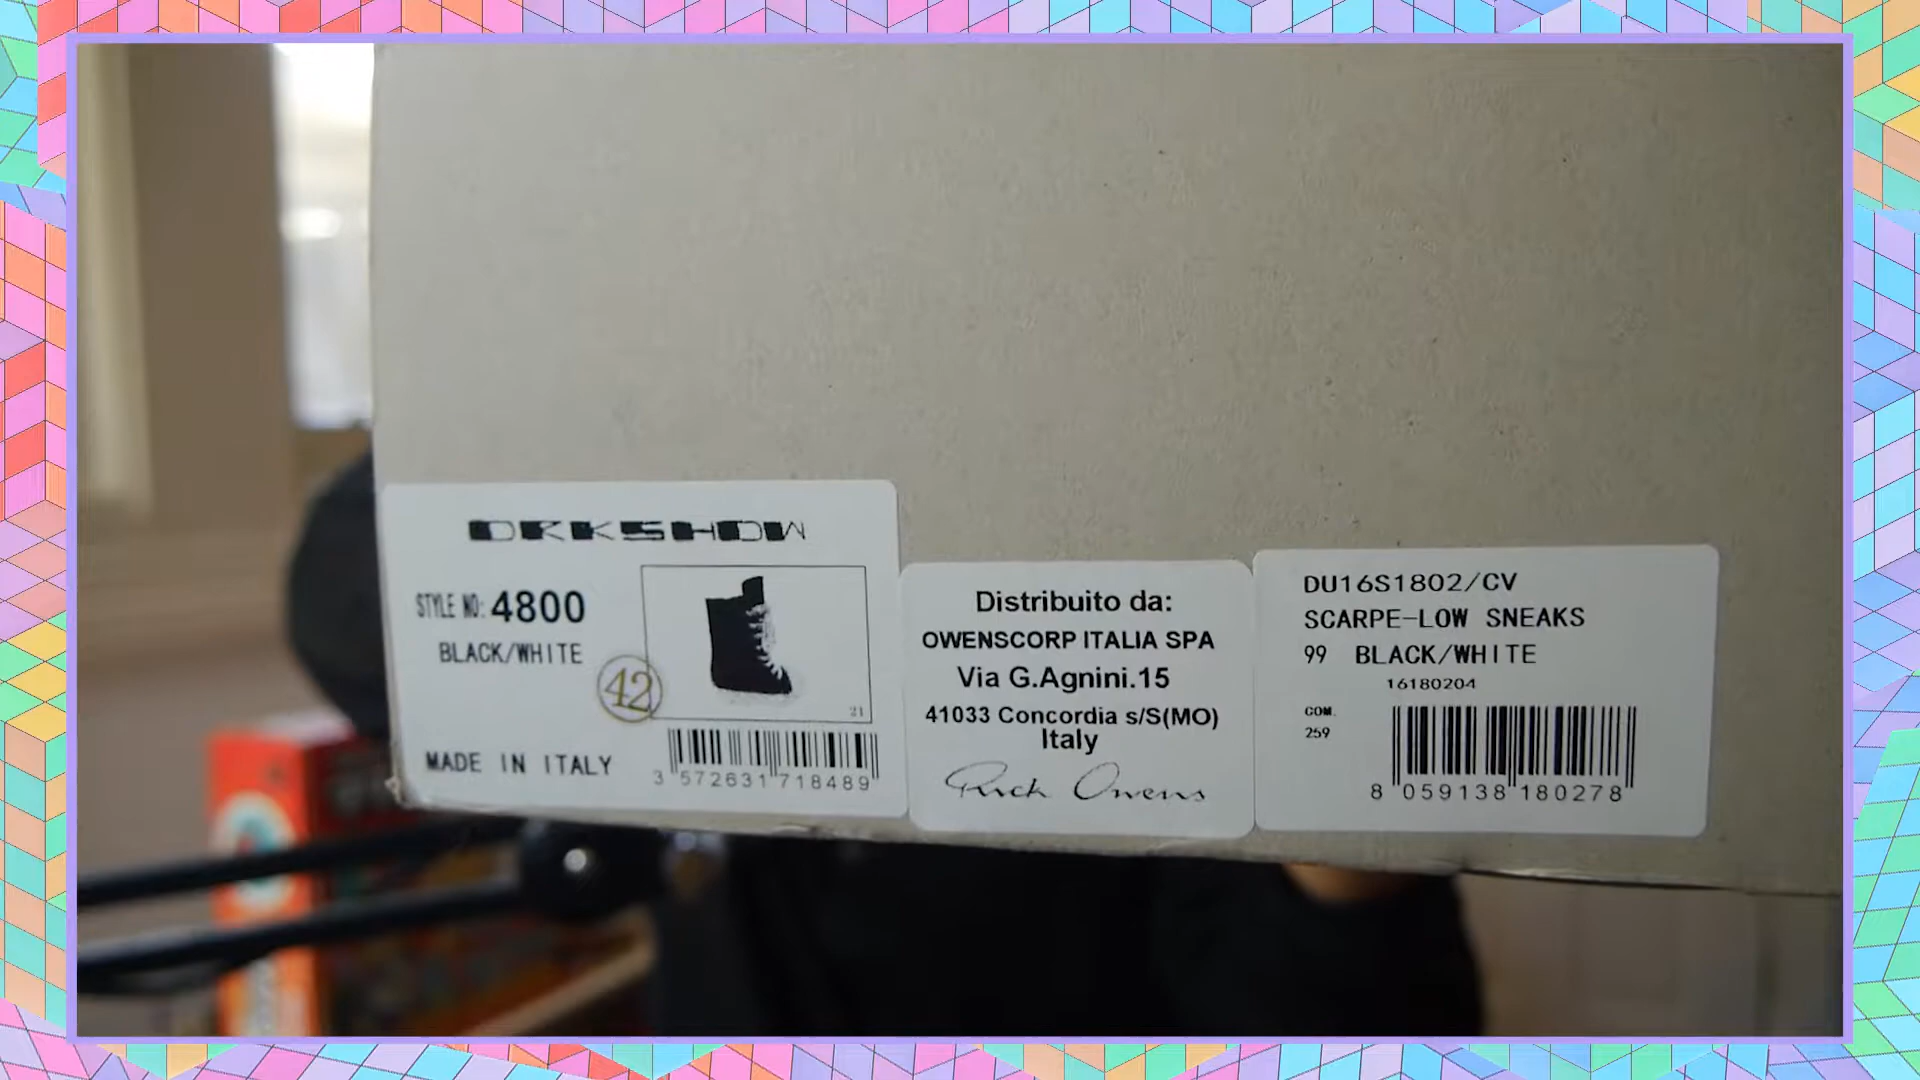 DRKSHDW
STYLE NO: 4800
BLACK/WHITE
42
21
MADE IN ITALY
3 572631 718489
Distribuito da:
OWENSCORP ITALIA SPA
Via G.Agnini.15
41033 Concordia s/S(MO)
Italy
Rick Owens
DU16S1802/CV
SCARPE-LOW SNEAKS
99 BLACK/WHITE
16180204
COM.
259
8 059138 180278